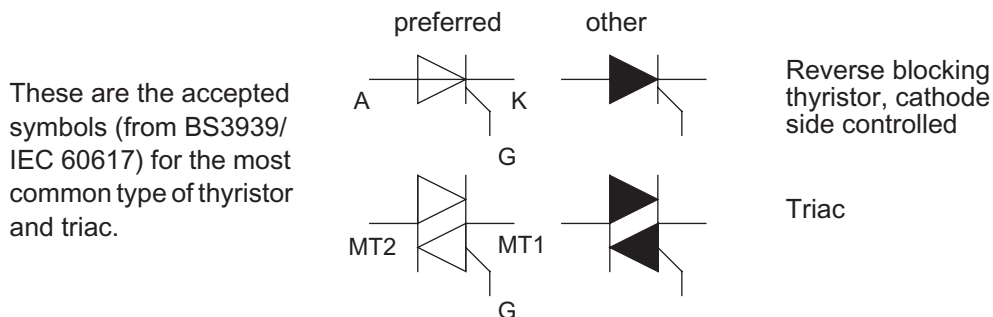 preferred other
These are the accepted
symbols (from BS3939/
IEC 60617) for the most
common type of thyristor
and triac.
A K
G
Reverse blocking
thyristor, cathode
side controlled
MT2 MT1
G
Triac